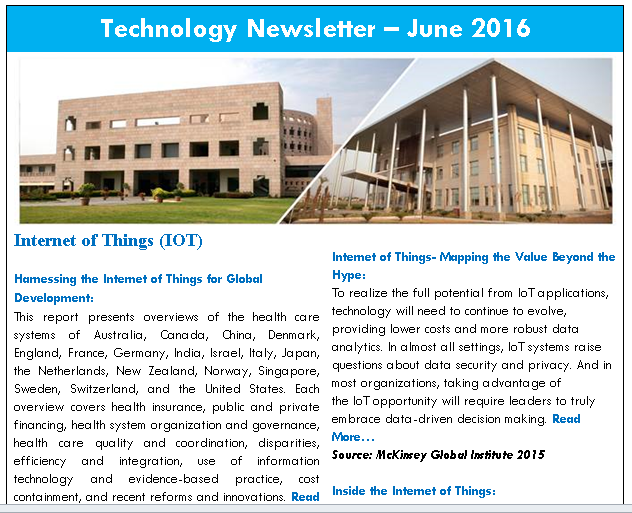 Technology Newsletter – June 2016
Internet of Things (IOT)
Harnessing the Internet of Things for Global
Development:
This report presents overviews of the health care
systems of Australia, Canada, China, Denmark,
England, France, Germany, India, Israel, Italy, Japan,
the Netherlands, New Zealand, Norway, Singapore,
Sweden, Switzerland, and the United States. Each
overview covers health insurance, public and private
financing, health system organization and governance,
health care quality and coordination, disparities,
efficiency and integration, use of information
technology and evidence-based practice, cost
containment, and recent reforms and innovations. Read
Internet of Things- Mapping the Value Beyond the
Hype:
To realize the full potential from IoT applications,
technology will need to continue to evolve,
providing lower costs and more robust data
analytics. In almost all settings, IoT systems raise
questions about data security and privacy. And in
most organizations, taking advantage of
the IoT opportunity will require leaders to truly
embrace data-driven decision making. Read
More...
Source: McKinsey Global Institute 2015
Inside the Internet of Things: